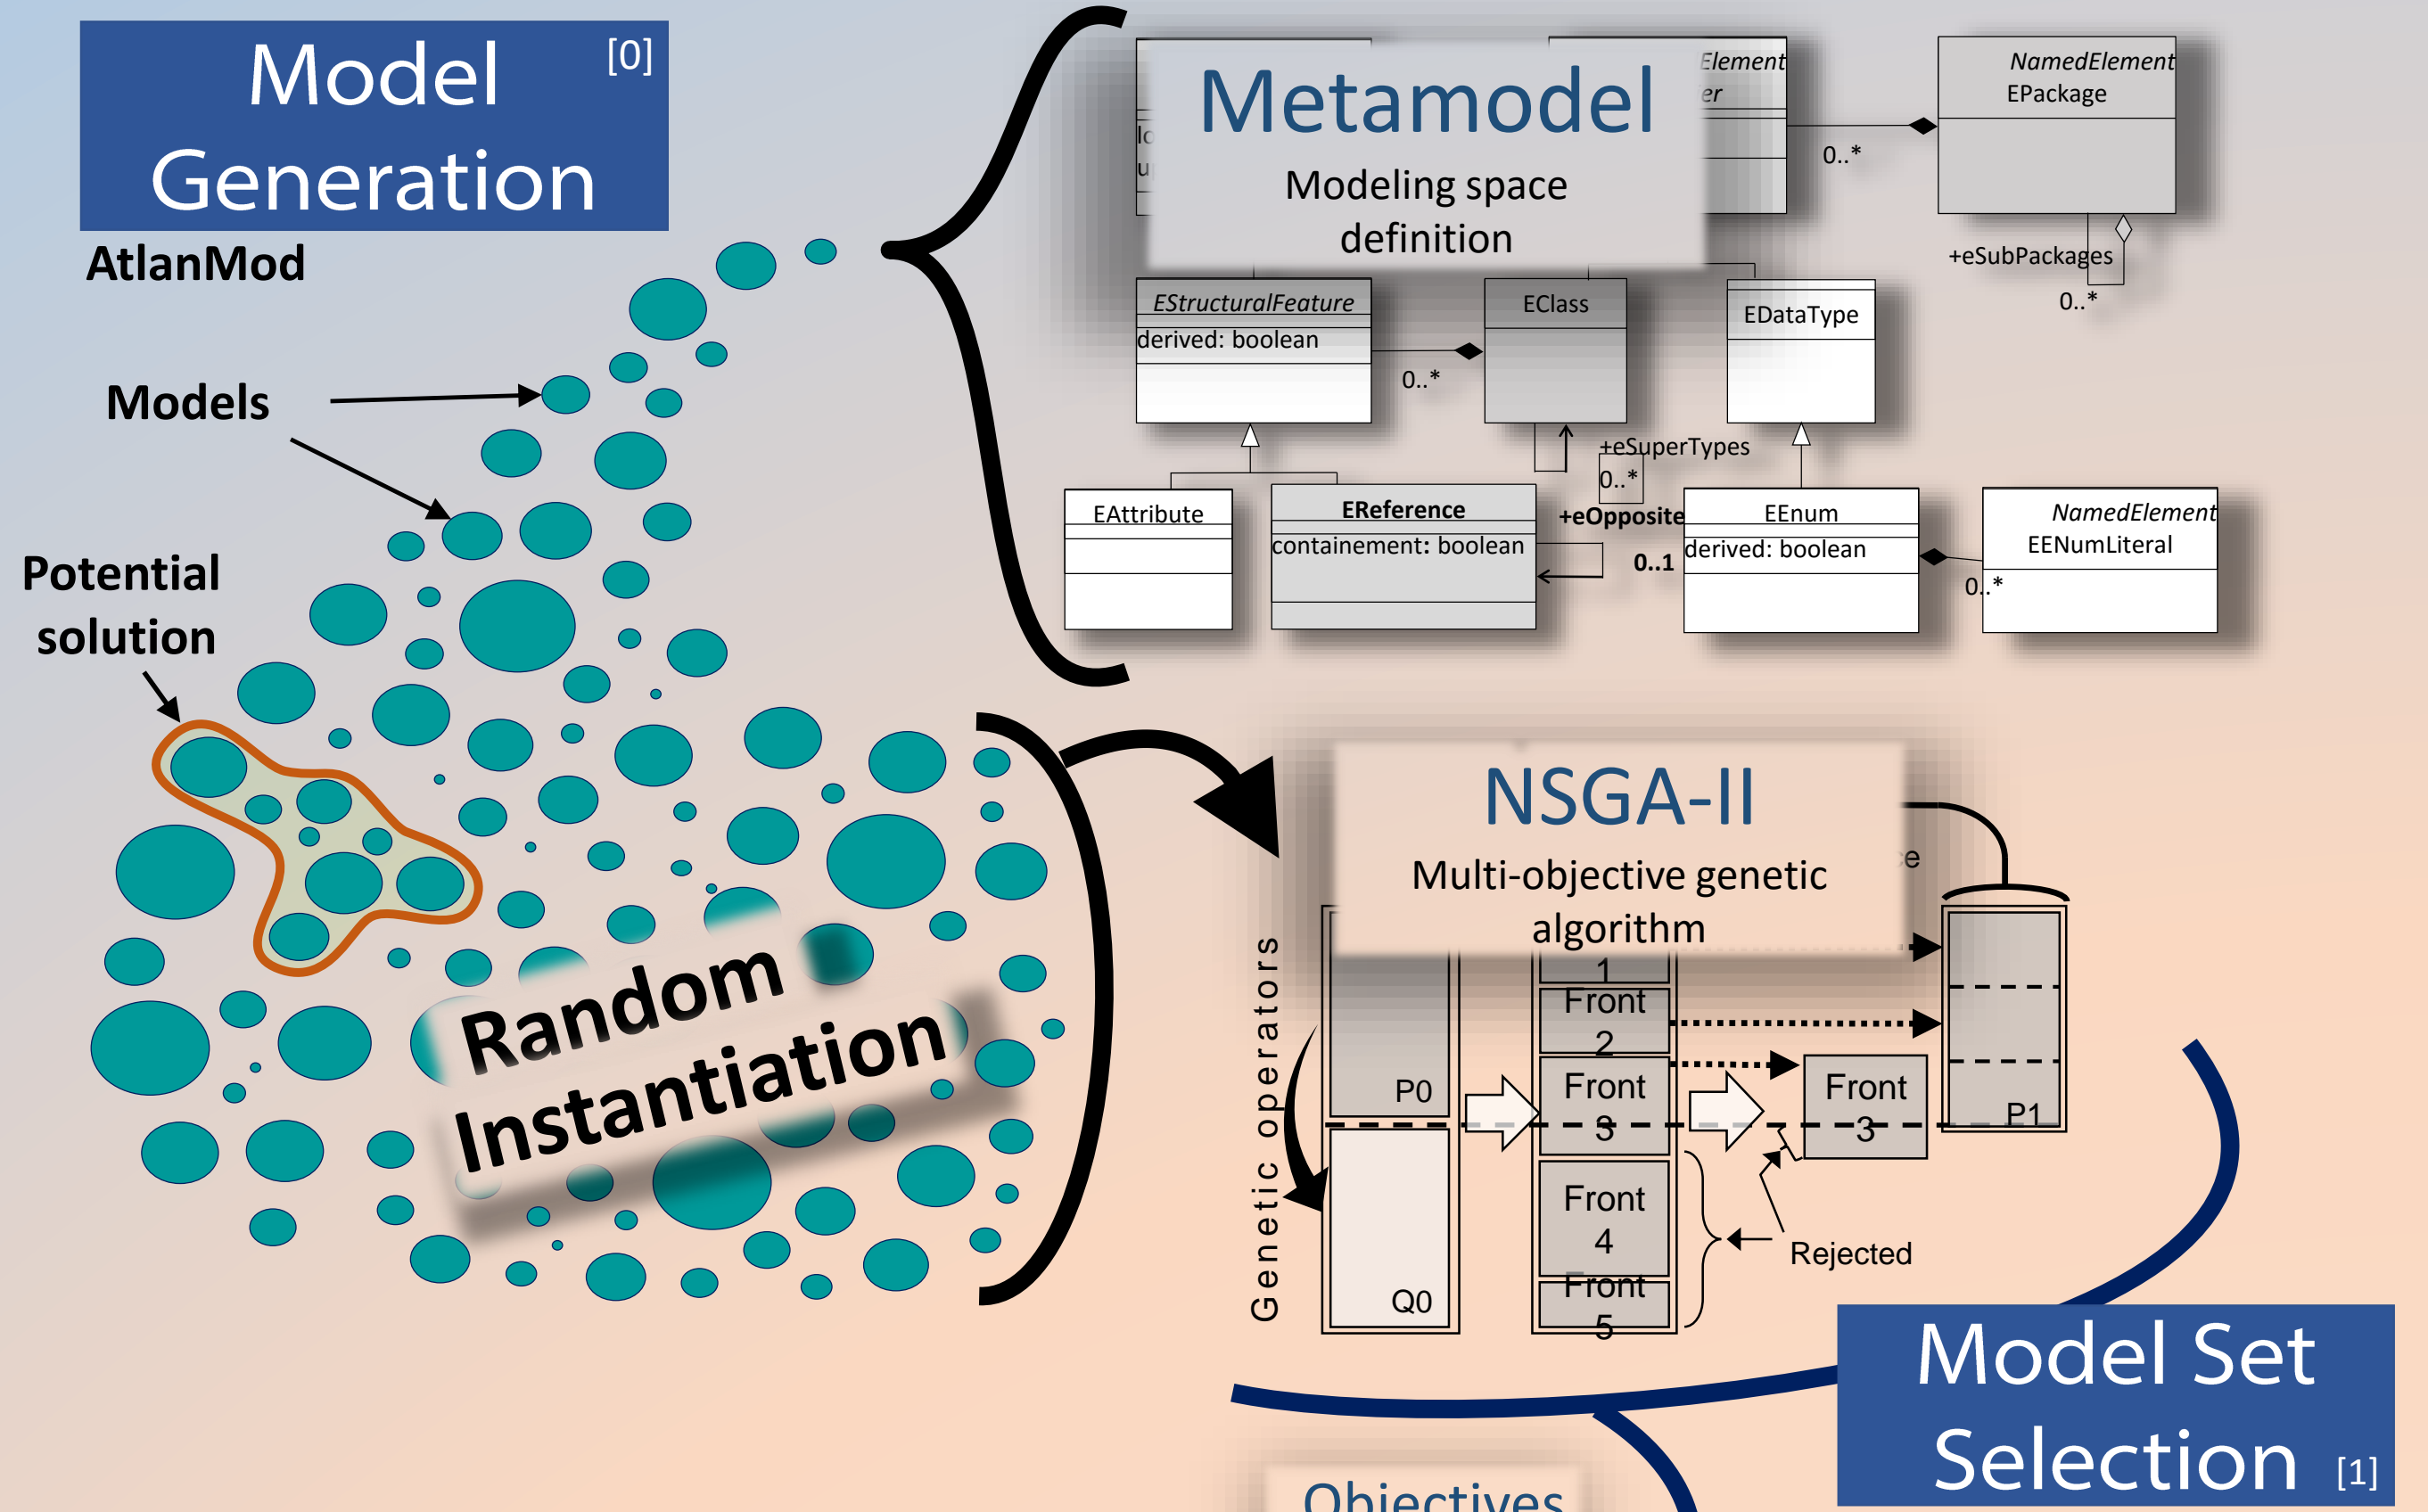 Model
Generation
[0]
AtlanMod
Models
Potential
solution
Random
Instantiation
Metamodel
Modeling space
definition
Element
NamedElement
EPackage
0..*
+eSubPackages
0..*
EStructuralFeature
derived: boolean
0..*
EClass
EDataType
+eSuperTypes
0..*
EAttribute
EReference
containement: boolean
+eOpposite
0..1
EEnum
derived: boolean
0..*
NamedElement
EENumLiteral
NSGA-II
Multi-objective genetic
algorithm
Genetic operators
P0
Q0
1
Front
2
Front
3
Front
4
Front
5
Front
3
P1
Rejected
Model Set
Selection
[1]
Objectives